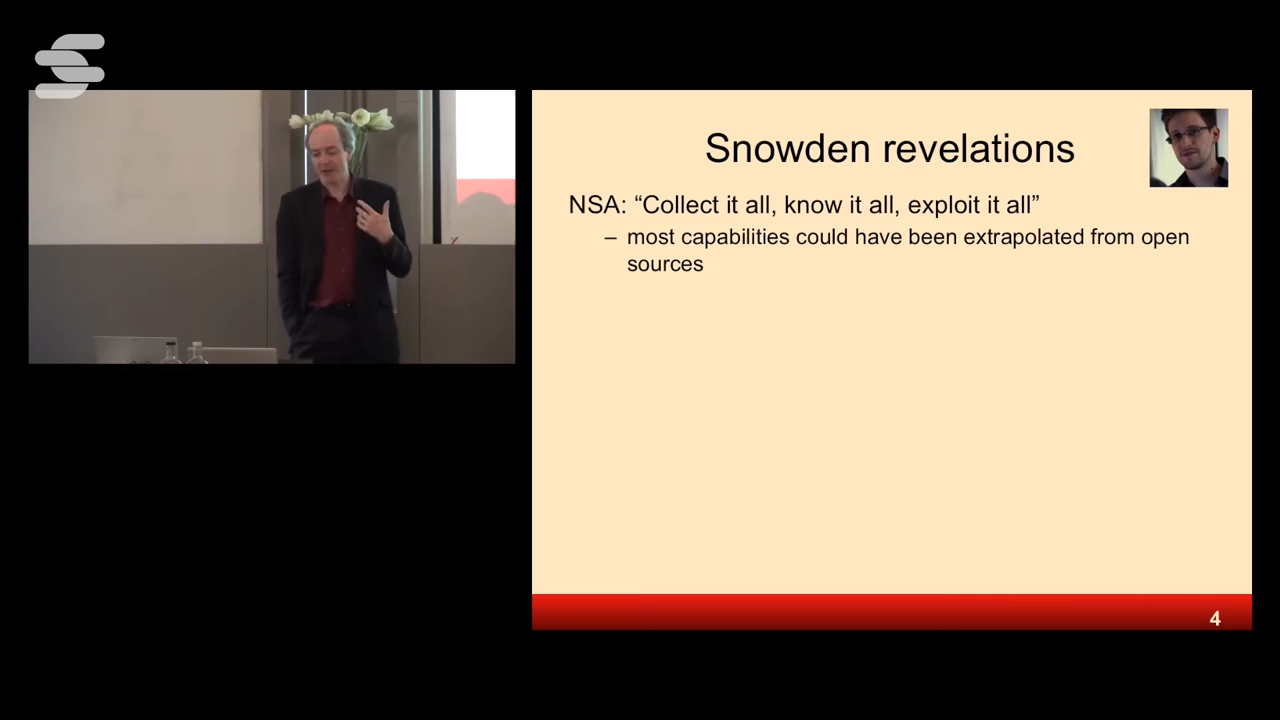 Snowden revelations
NSA: “Collect it all, know it all, exploit it all”
– most capabilities could have been extrapolated from open
sources
4